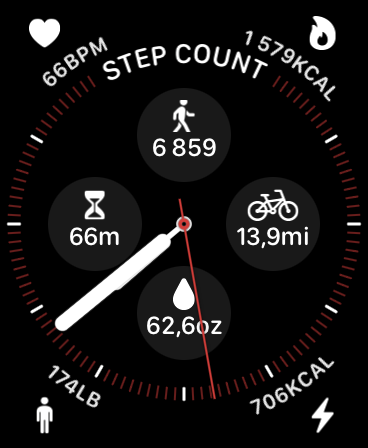 66BPM
STEP COUNT
1 579KCAL
6 859
66m
13,9mi
62,6oz
174LB
706KCAL